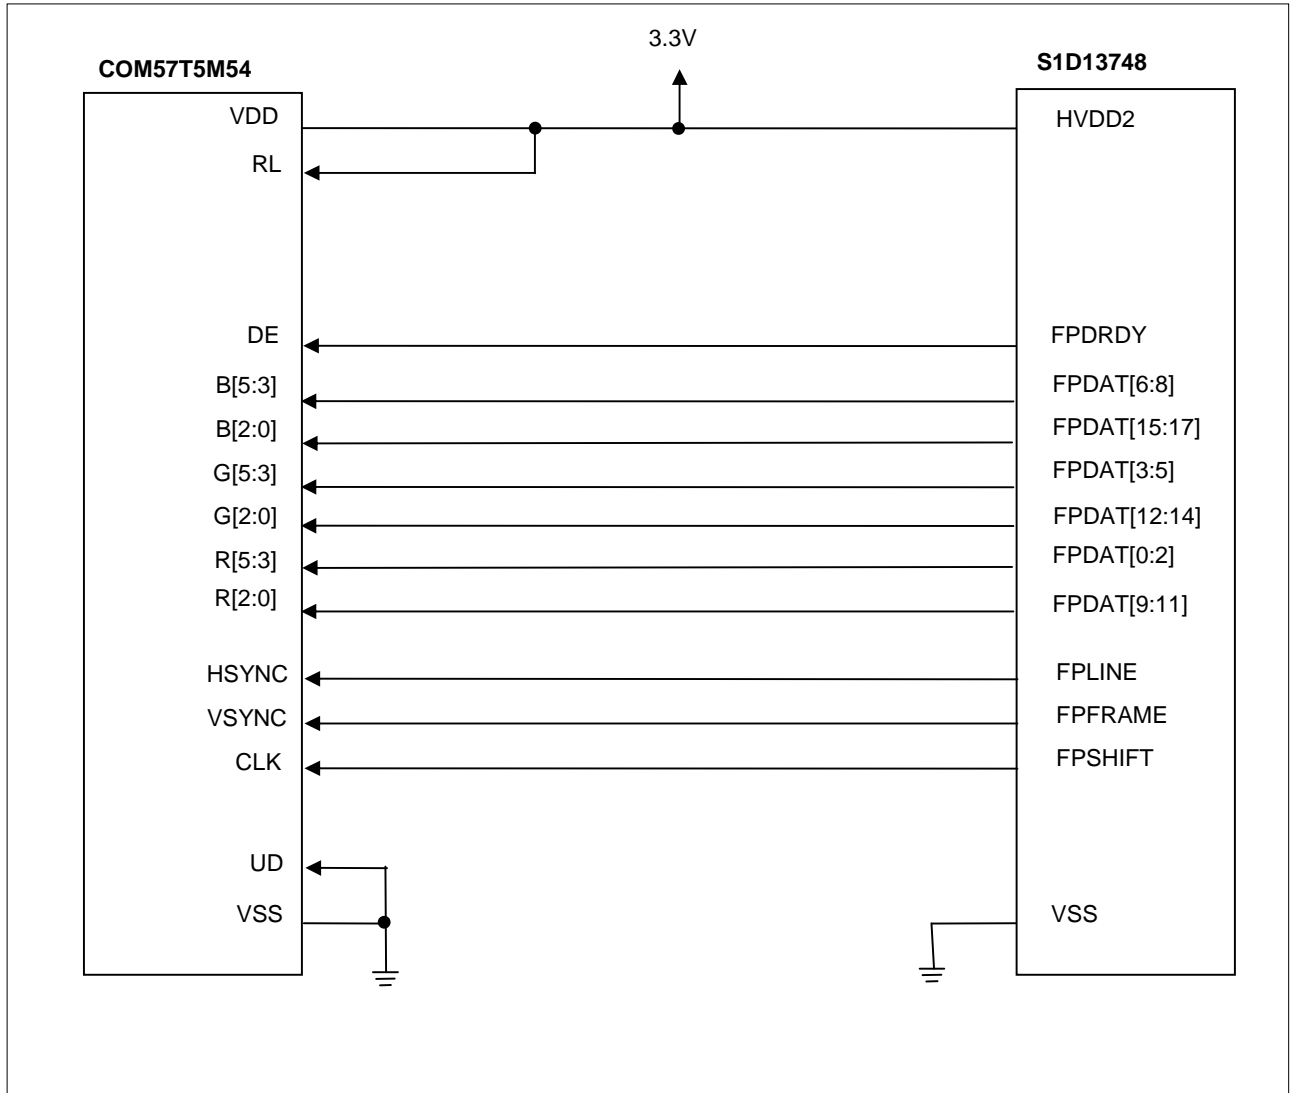 3.3V
COM57T5M54
S1D13748
VDD
HVDD2
RL
DE
FPDRDY
B[5:3]
FPDAT[6:8]
B[2:0]
FPDAT[15:17]
G[5:3]
FPDAT[3:5]
G[2:0]
FPDAT[12:14]
R[5:3]
FPDAT[0:2]
R[2:0]
FPDAT[9:11]
HSYNC
FPLINE
VSYNC
FPFRAME
CLK
FPSHIFT
UD
VSS
VSS